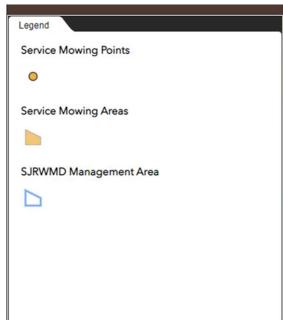 Legend
Service Mowing Points
Service Mowing Areas
SJRWMD Management Area